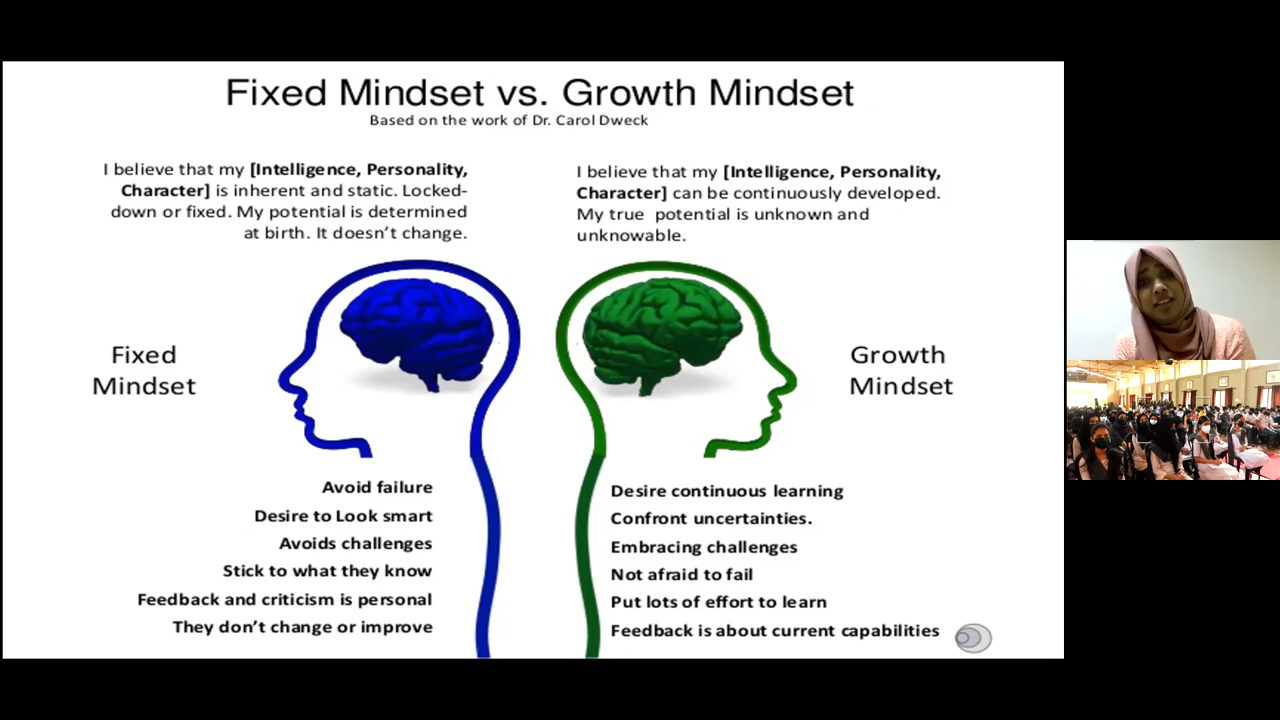 Fixed Mindset vs. Growth Mindset
Based on the work of Dr. Carol Dweck
I believe that my [Intelligence, Personality,
Character] is inherent and static. Locked-
down or fixed. My potential is determined
at birth. It doesn’t change.
I believe that my [Intelligence, Personality,
Character] can be continuously developed.
My true potential is unknown and
unknowable.
Fixed
Mindset
Growth
Mindset
Avoid failure
Desire to Look smart
Avoids challenges
Stick to what they know
Feedback and criticism is personal
They don’t change or improve
Desire continuous learning
Confront uncertainties.
Embracing challenges
Not afraid to fail
Put lots of effort to learn
Feedback is about current capabilities